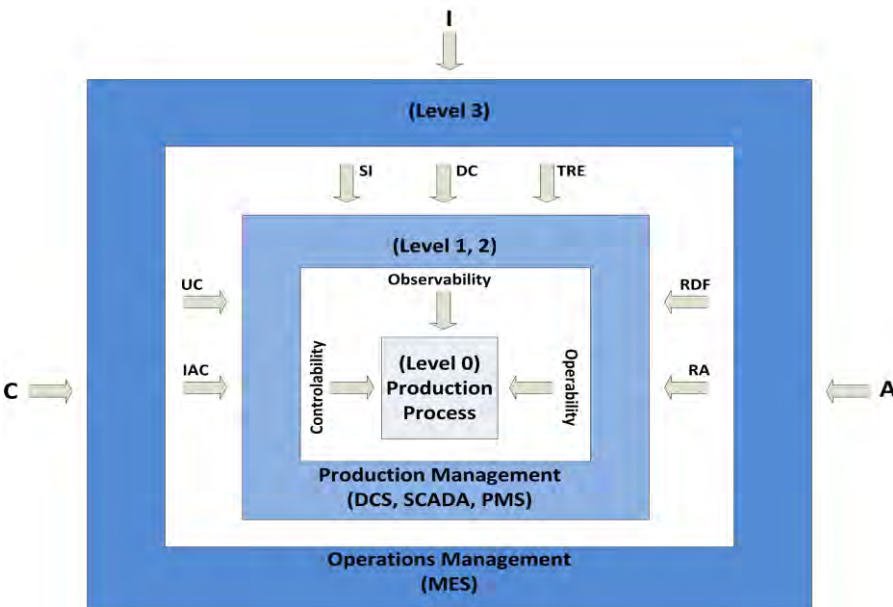 I
(Level 3)
SI
DC
TRE
(Level 1, 2)
UC
Observability
RDF
(Level 0)
Production
Process
Controlability
Operability
IAC
RA
C
A
Production Management
(DCS, SCADA, PMS)
Operations Management
(MES)